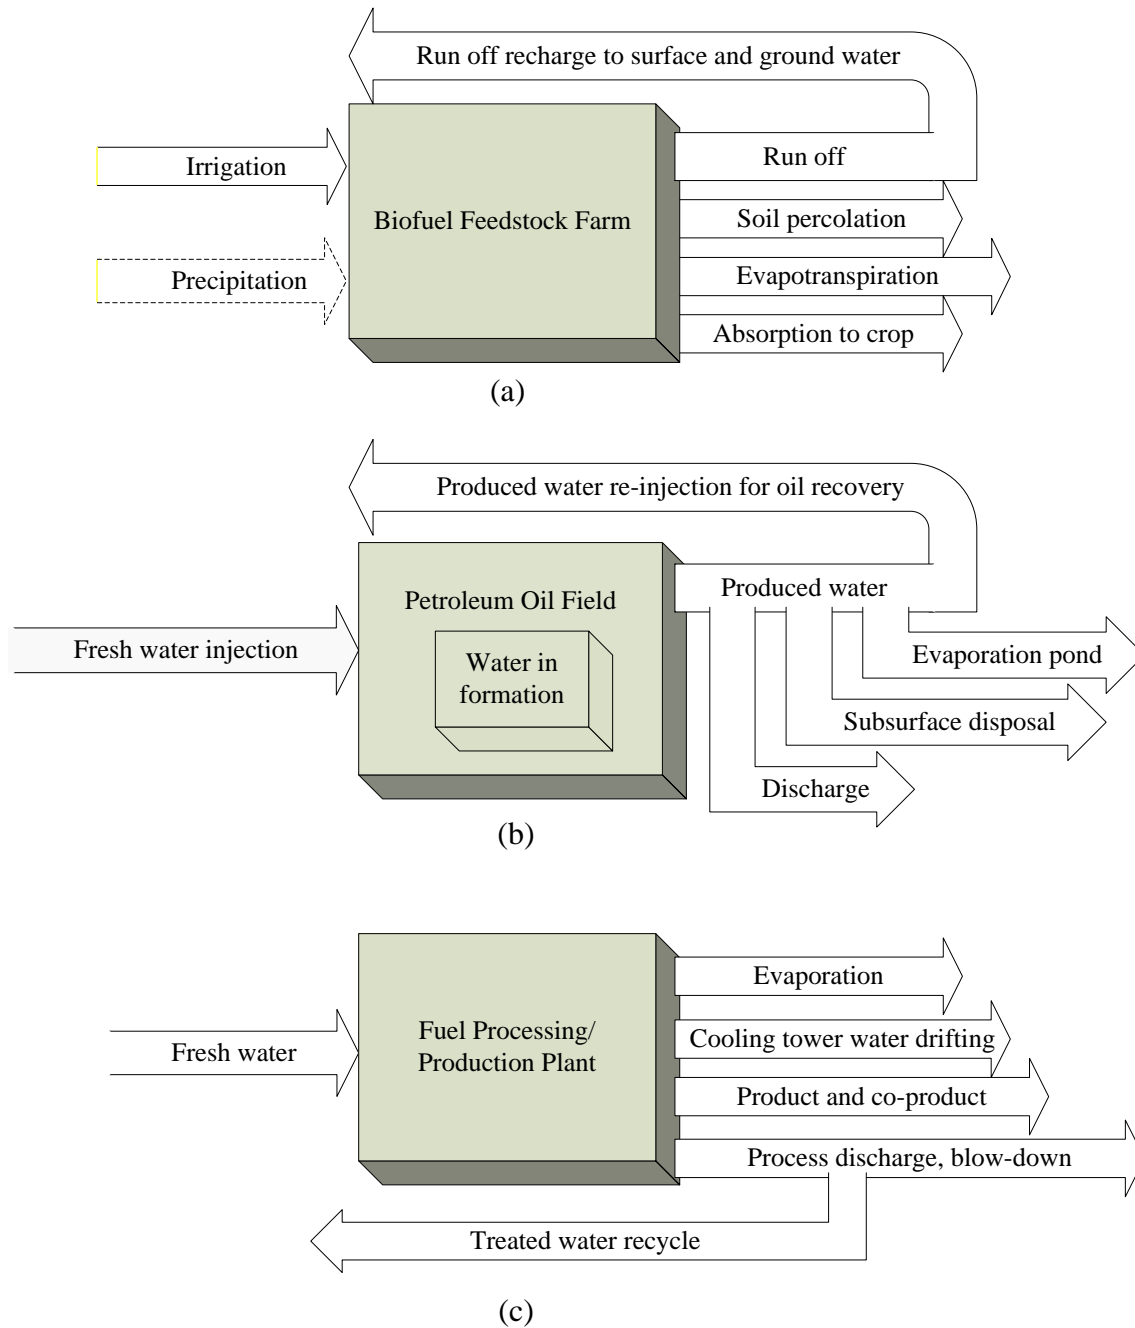 Run off recharge to surface and ground water
Irrigation
Run off
Biofuel Feedstock Farm
Soil percolation
Precipitation
Evapotranspiration
Absorption to crop
(a)
Produced water re-injection for oil recovery
Produced water
Petroleum Oil Field
Fresh water injection
Water in
formation
Evaporation pond
Subsurface disposal
Discharge
(b)
Evaporation
Fuel Processing/
Production Plant
Fresh water
Cooling tower water drifting
Product and co-product
Process discharge, blow-down
Treated water recycle
(c)